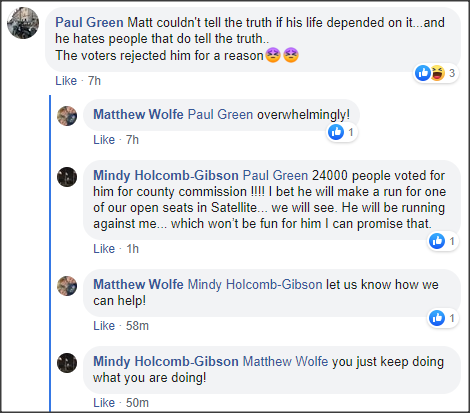 Paul Green Matt couldn't tell the truth if his life depended on it...and
he hates people that do tell the truth..
The voters rejected him for a reason
3
Like · 7h
Matthew Wolfe Paul Green overwhelmingly!
1
Like · 7h
Mindy Holcomb-Gibson Paul Green 24000 people voted for
him for county commission !!!! I bet he will make a run for one
of our open seats in Satellite... we will see. He will be running
against me... which won't be fun for him I can promise that.
1
Like · 1h
Matthew Wolfe Mindy Holcomb-Gibson let us know how we
can help!
1
Like · 58m
Mindy Holcomb-Gibson Matthew Wolfe you just keep doing
what you are doing!
Like · 50m